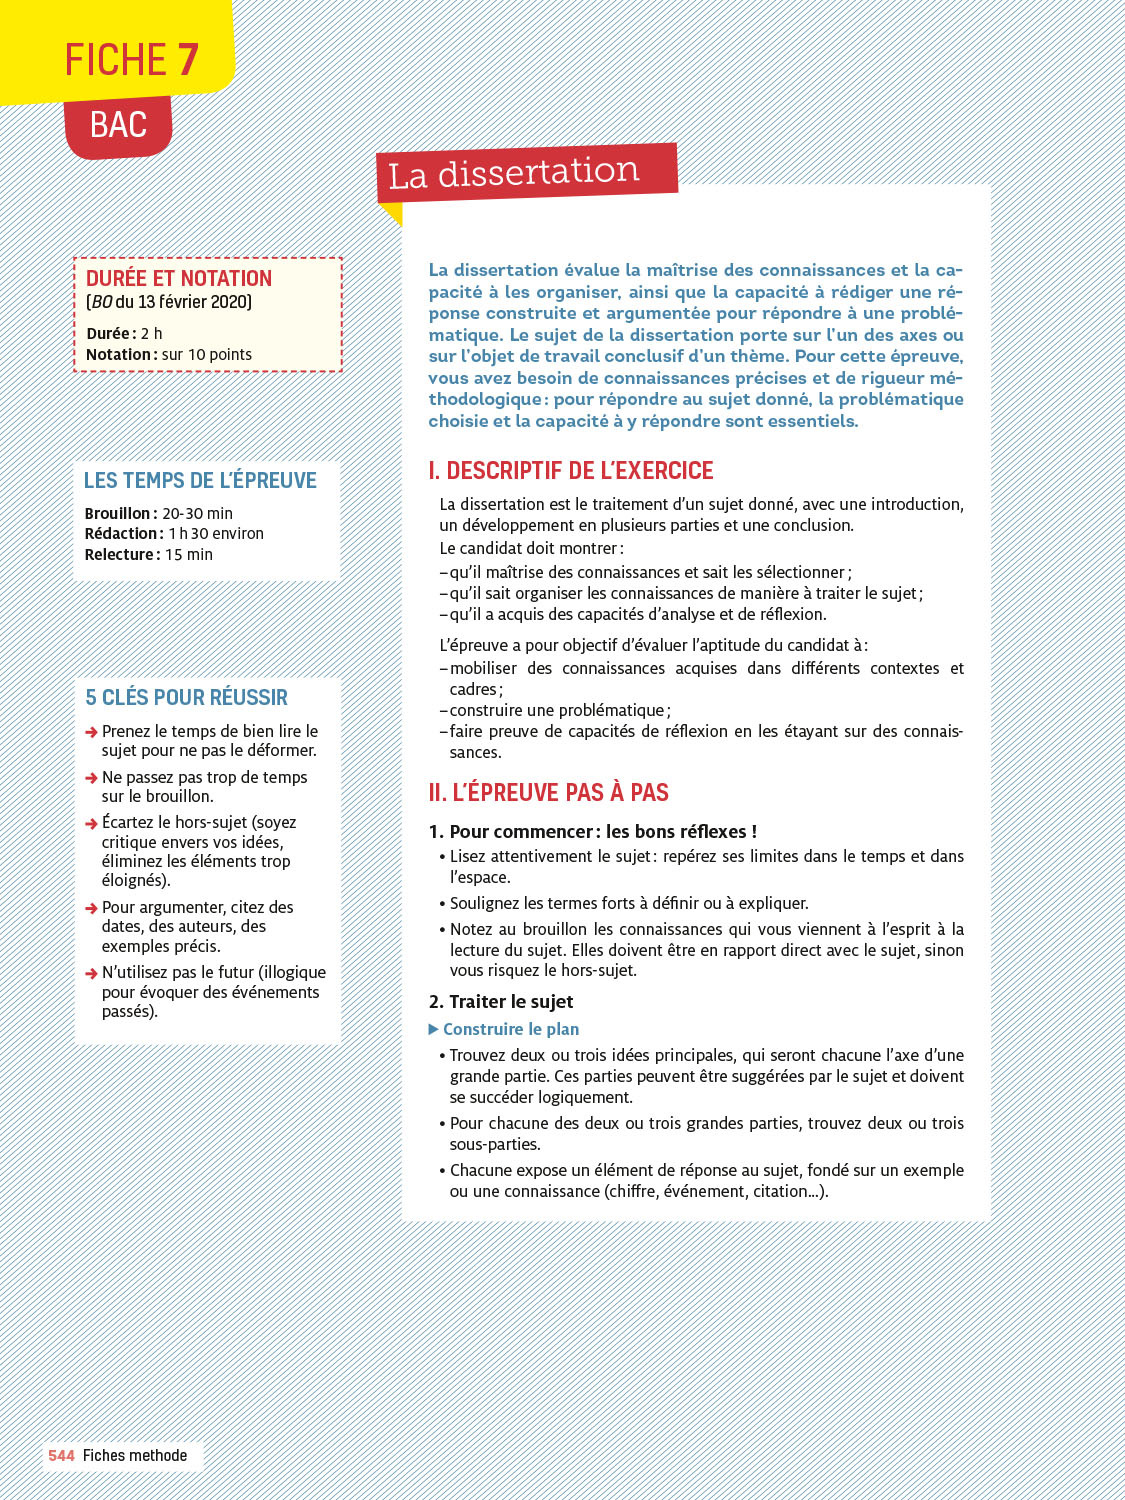 FICHE 7
BAC
La dissertation
DURÉE ET NOTATION
(BO du 13 février 2020)
Durée : 2 h
Notation : sur 10 points
LES TEMPS DE L’ÉPREUVE
Brouillon : 20-30 min
Rédaction : 1 h 30 environ
Relecture : 15 min
5 CLÉS POUR RÉUSSIR
➔ Prenez le temps de bien lire le
sujet pour ne pas le déformer.
➔ Ne passez pas trop de temps
sur le brouillon.
➔ Écartez le hors-sujet (soyez
critique envers vos idées,
éliminez les éléments trop
éloignés).
➔ Pour argumenter, citez des
dates, des auteurs, des
exemples précis.
➔ N’utilisez pas le futur (illogique
pour évoquer des événements
passés).
La dissertation évalue la maîtrise des connaissances et la ca-
pacité à les organiser, ainsi que la capacité à rédiger une ré-
ponse construite et argumentée pour répondre à une problé-
matique. Le sujet de la dissertation porte sur l’un des axes ou
sur l’objet de travail conclusif d’un thème. Pour cette épreuve,
vous avez besoin de connaissances précises et de rigueur mé-
thodologique : pour répondre au sujet donné, la problématique
choisie et la capacité à y répondre sont essentiels.
I. DESCRIPTIF DE L’EXERCICE
La dissertation est le traitement d’un sujet donné, avec une introduction,
un développement en plusieurs parties et une conclusion.
Le candidat doit montrer :
– qu’il maîtrise des connaissances et sait les sélectionner ;
– qu’il sait organiser les connaissances de manière à traiter le sujet ;
– qu’il a acquis des capacités d’analyse et de réflexion.
L’épreuve a pour objectif d’évaluer l’aptitude du candidat à :
– mobiliser des connaissances acquises dans différents contextes et
cadres ;
– construire une problématique ;
– faire preuve de capacités de réflexion en les étayant sur des connais-
sances.
II. L’ÉPREUVE PAS À PAS
1. Pour commencer : les bons réflexes !
• Lisez attentivement le sujet : repérez ses limites dans le temps et dans
l’espace.
• Soulignez les termes forts à définir ou à expliquer.
• Notez au brouillon les connaissances qui vous viennent à l’esprit à la
lecture du sujet. Elles doivent être en rapport direct avec le sujet, sinon
vous risquez le hors-sujet.
2. Traiter le sujet
▶ Construire le plan
• Trouvez deux ou trois idées principales, qui seront chacune l’axe d’une
grande partie. Ces parties peuvent être suggérées par le sujet et doivent
se succéder logiquement.
• Pour chacune des deux ou trois grandes parties, trouvez deux ou trois
sous-parties.
• Chacune expose un élément de réponse au sujet, fondé sur un exemple
ou une connaissance (chiffre, événement, citation…).
544 Fiches methode